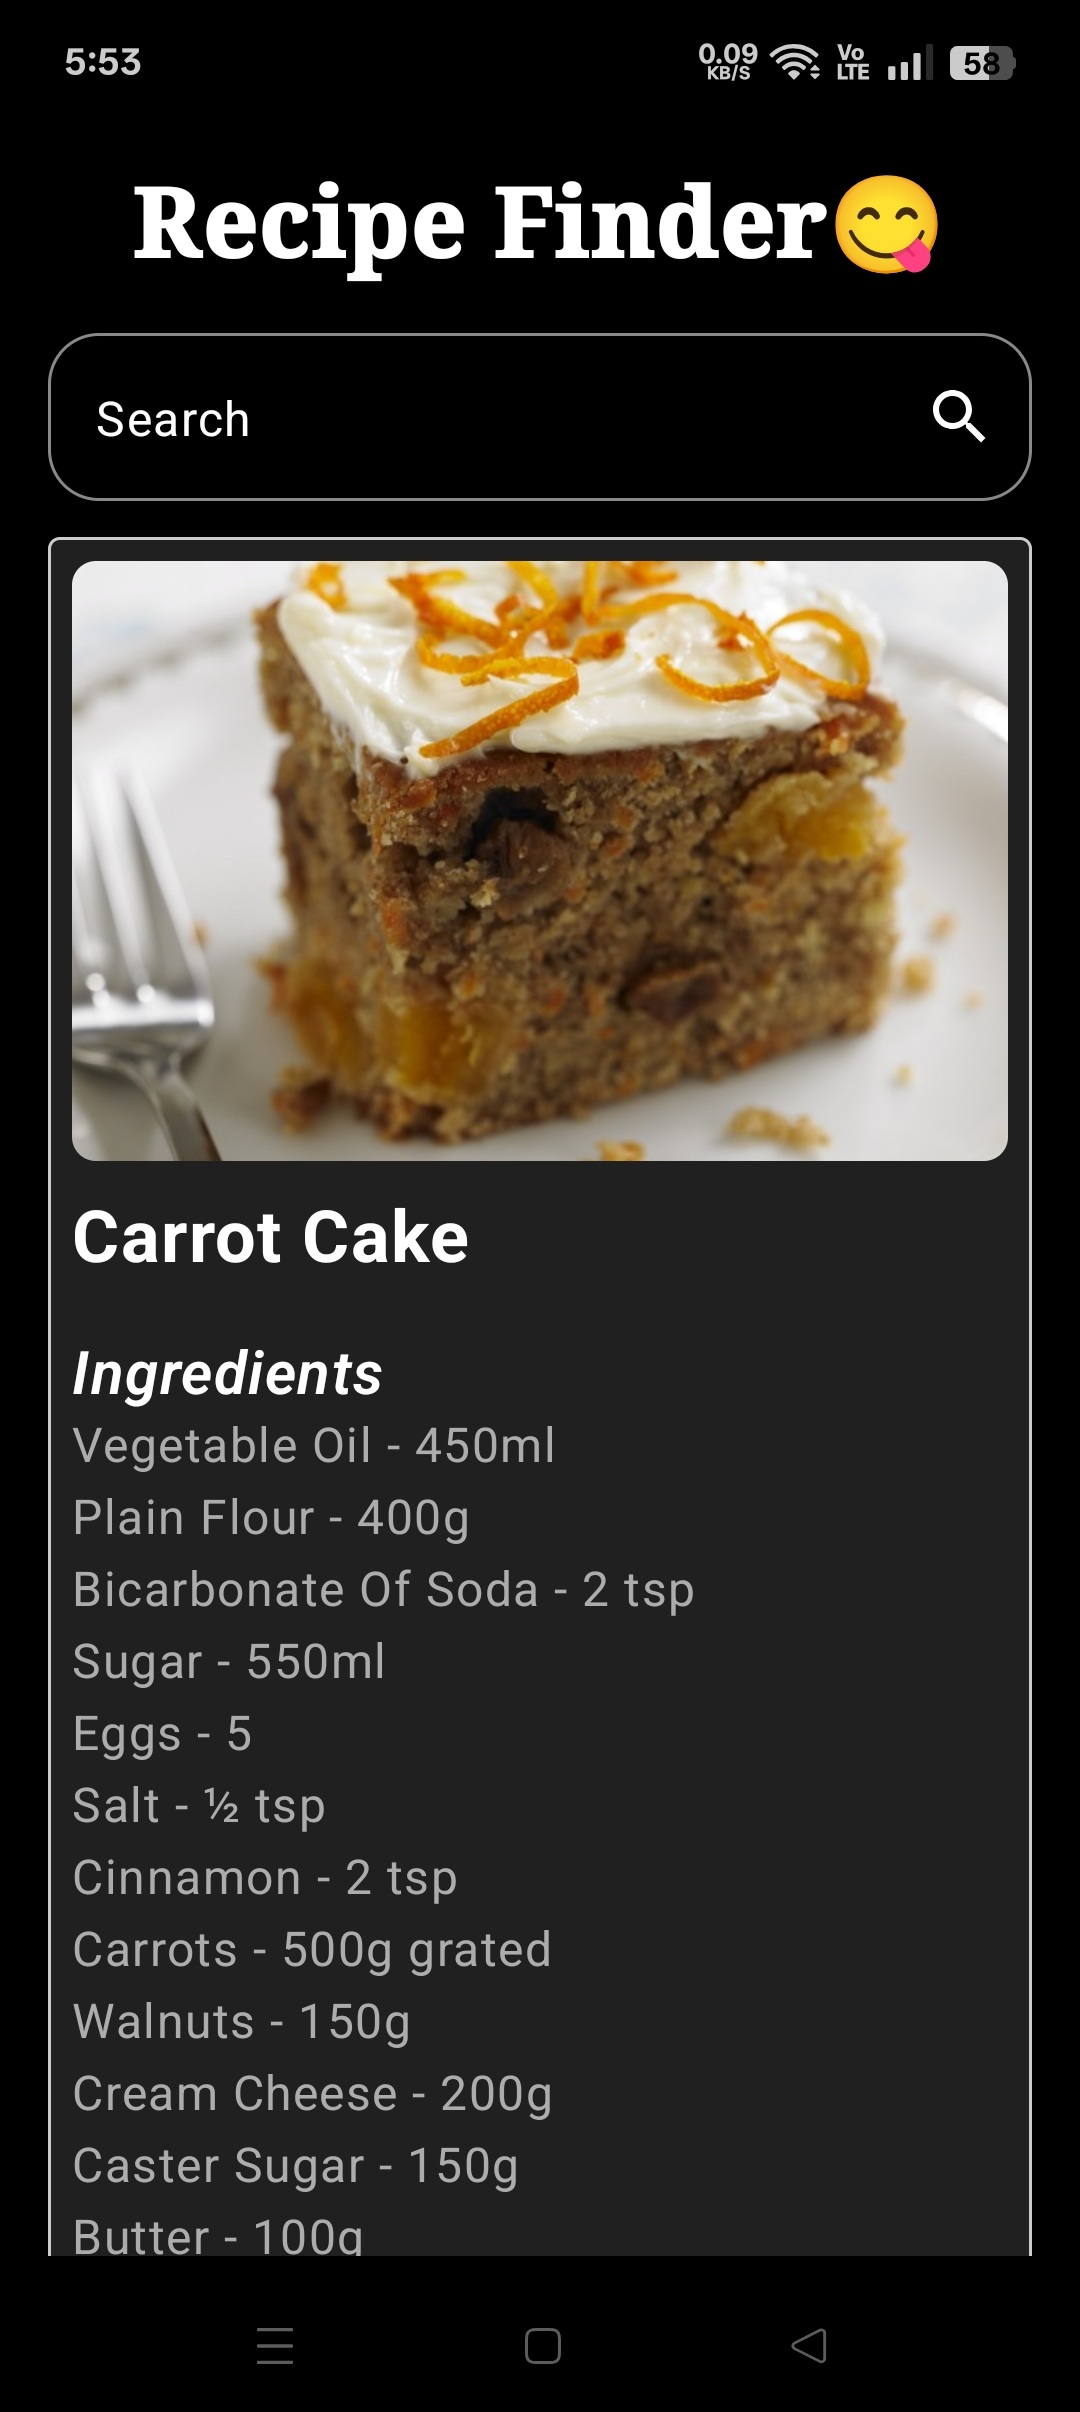 5:53
0.09 KB/S Vo LTE 58
Recipe Finder😋
Search
Carrot Cake
Ingredients
Vegetable Oil - 450ml
Plain Flour - 400g
Bicarbonate Of Soda - 2 tsp
Sugar - 550ml
Eggs - 5
Salt - ½ tsp
Cinnamon - 2 tsp
Carrots - 500g grated
Walnuts - 150g
Cream Cheese - 200g
Caster Sugar - 150g
Butter - 100g